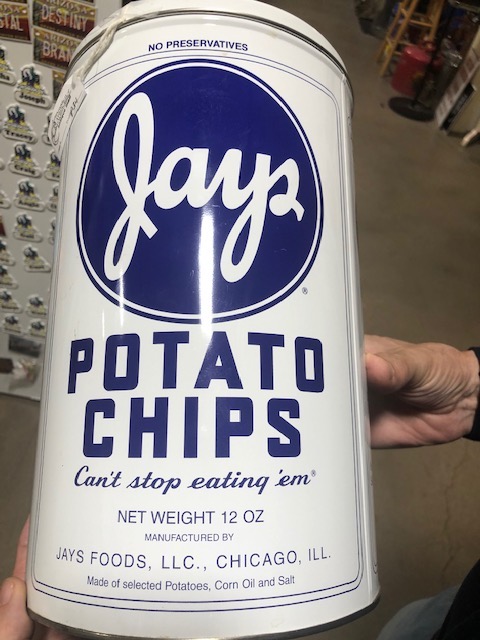 DESTINY
NO PRESERVATIVES
Jays
®
POTATO
CHIPS
Can't stop eating 'em®
NET WEIGHT 12 OZ
MANUFACTURED BY
JAYS FOODS, LLC., CHICAGO, ILL.
Made of selected Potatoes, Corn Oil and Salt